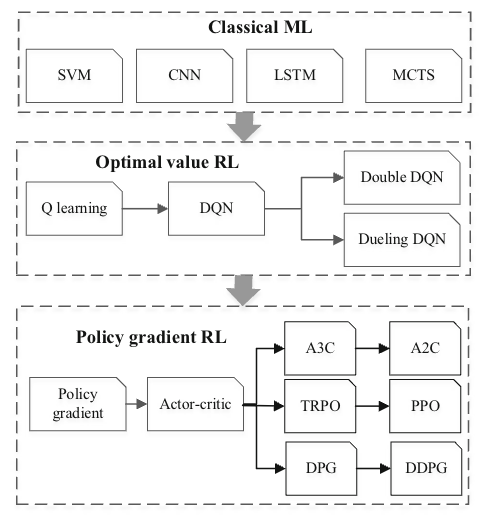 Classical ML
SVM
CNN
LSTM
MCTS
Optimal value RL
Q learning
DQN
Double DQN
Dueling DQN
Policy gradient RL
Policy
gradient
Actor-critic
A3C
A2C
TRPO
PPO
DPG
DDPG